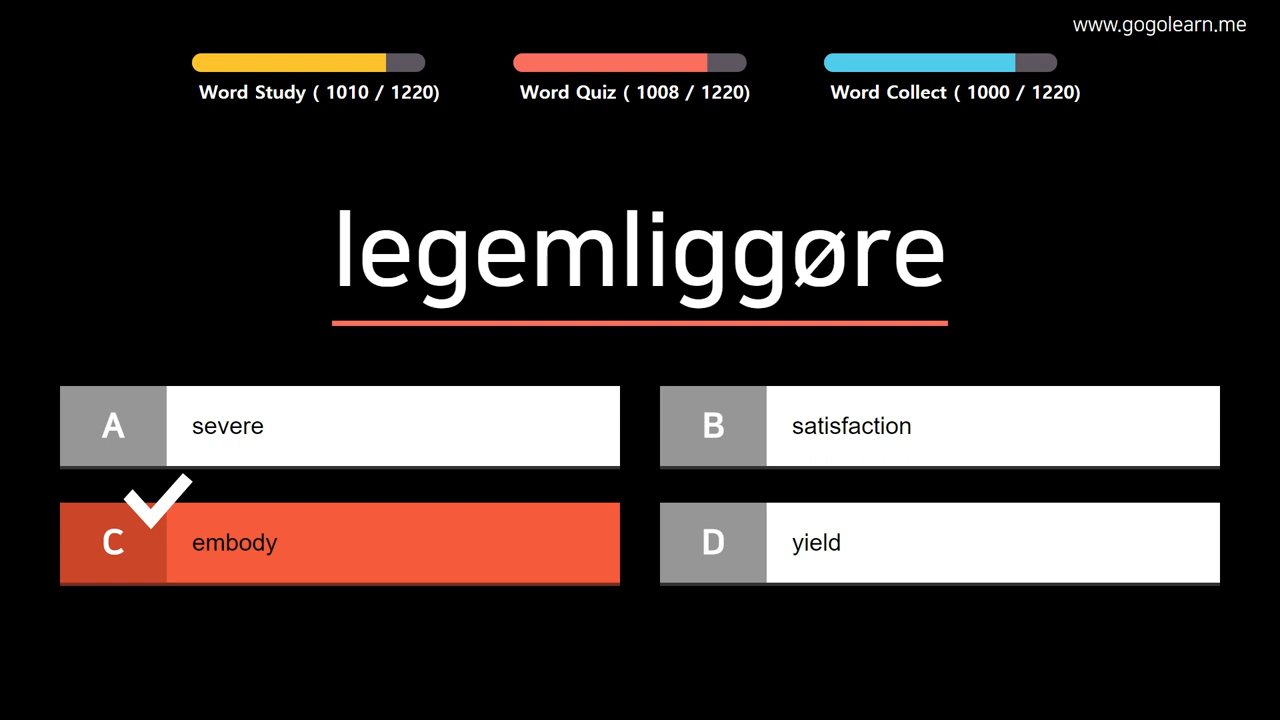 www.gogolearn.me
Word Study ( 1010 / 1220)
Word Quiz ( 1008 / 1220)
Word Collect ( 1000 / 1220)
legemliggøre
A severe
B satisfaction
C embody
D yield